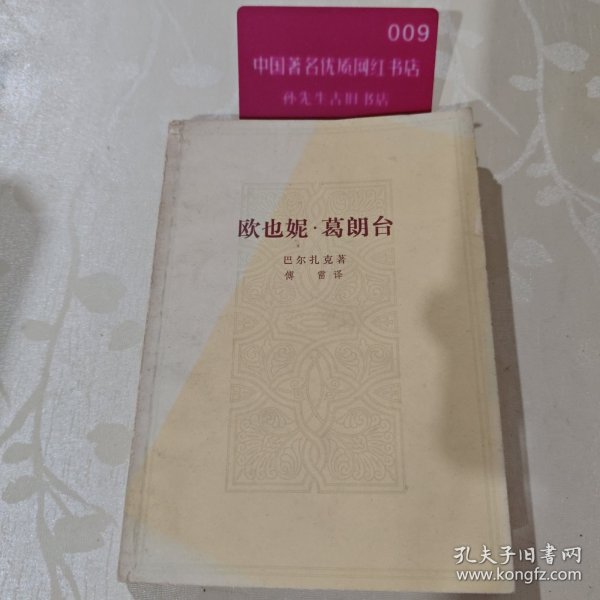 009
中国著名优质网红书店
孙先生古旧书店
欧也妮·葛朗台
巴尔扎克著
傅雷译
孔夫子旧书网
www.kongfz.com